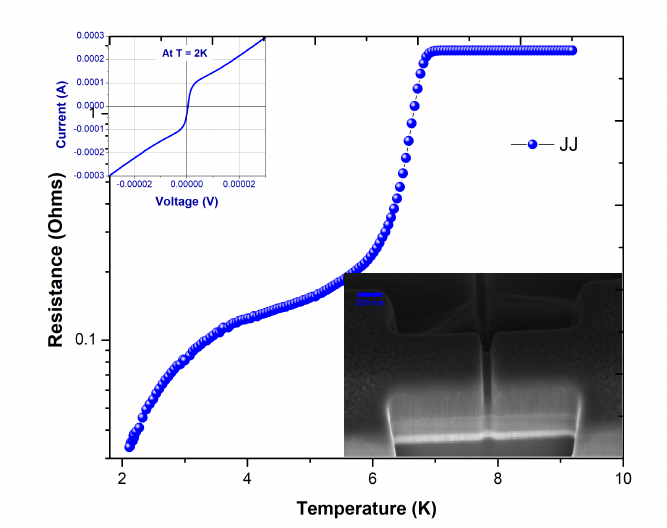 At T = 2K
0.0003
0.0002
0.0001
0.0000
-0.0001
-0.0002
-0.0003
Current (A)
-0.00002 0.00000 0.00002
Voltage (V)
1
0.1
Resistance (Ohms)
JJ
2 4 6 8 10
Temperature (K)